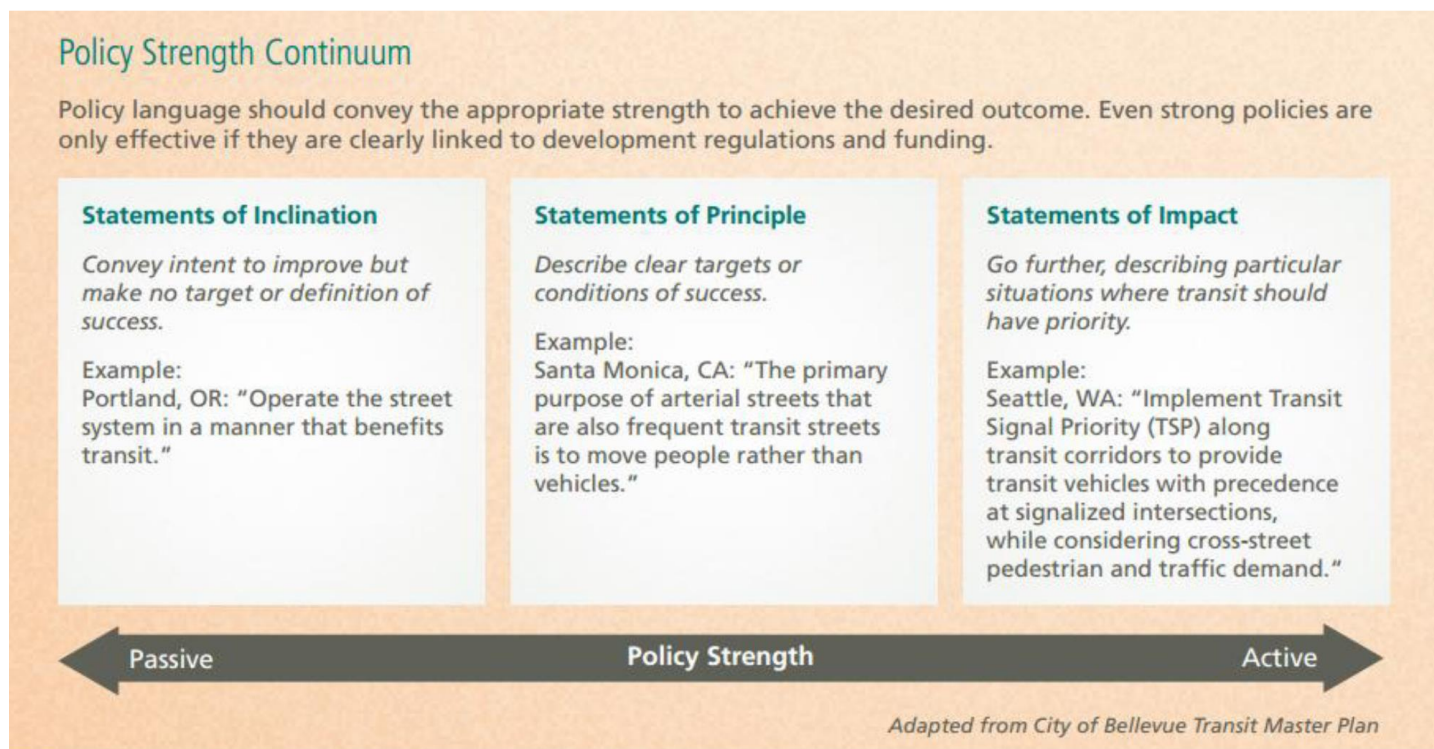 Policy Strength Continuum
Policy language should convey the appropriate strength to achieve the desired outcome. Even strong policies are
only effective if they are clearly linked to development regulations and funding.
Statements of Inclination
Convey intent to improve but
make no target or definition of
success.
Example:
Portland, OR: “Operate the street
system in a manner that benefits
transit.”
Statements of Principle
Describe clear targets or
conditions of success.
Example:
Santa Monica, CA: “The primary
purpose of arterial streets that
are also frequent transit streets
is to move people rather than
vehicles.”
Statements of Impact
Go further, describing particular
situations where transit should
have priority.
Example:
Seattle, WA: “Implement Transit
Signal Priority (TSP) along
transit corridors to provide
transit vehicles with precedence
at signalized intersections,
while considering cross-street
pedestrian and traffic demand.“
Passive
Policy Strength
Active
Adapted from City of Bellevue Transit Master Plan